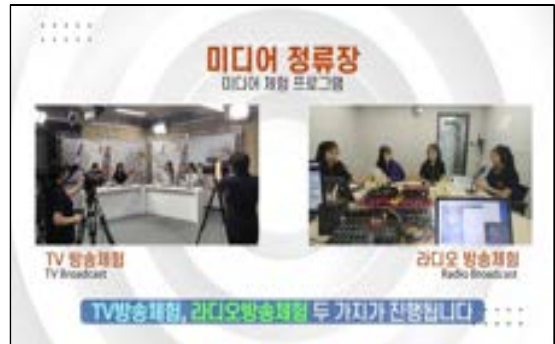 미디어 정류장
미디어 체험 프로그램
TV 방송체험
TV Broadcast
라디오 방송체험
Radio Broadcast
TV방송체험, 라디오방송체험 두 가지가 진행됩니다